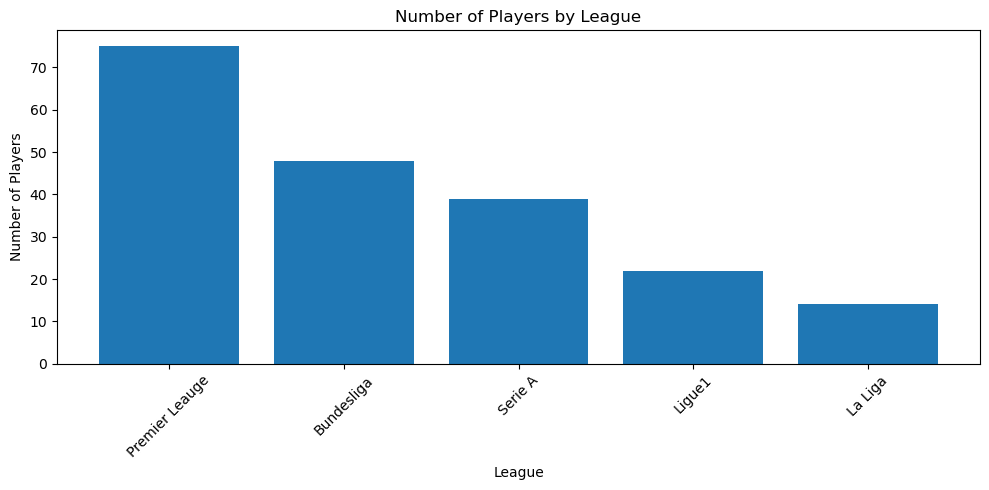 Number of Players by League
Number of Players
70
60
50
40
30
20
10
0
Premier Leauge
Bundesliga
Serie A
Ligue1
La Liga
League